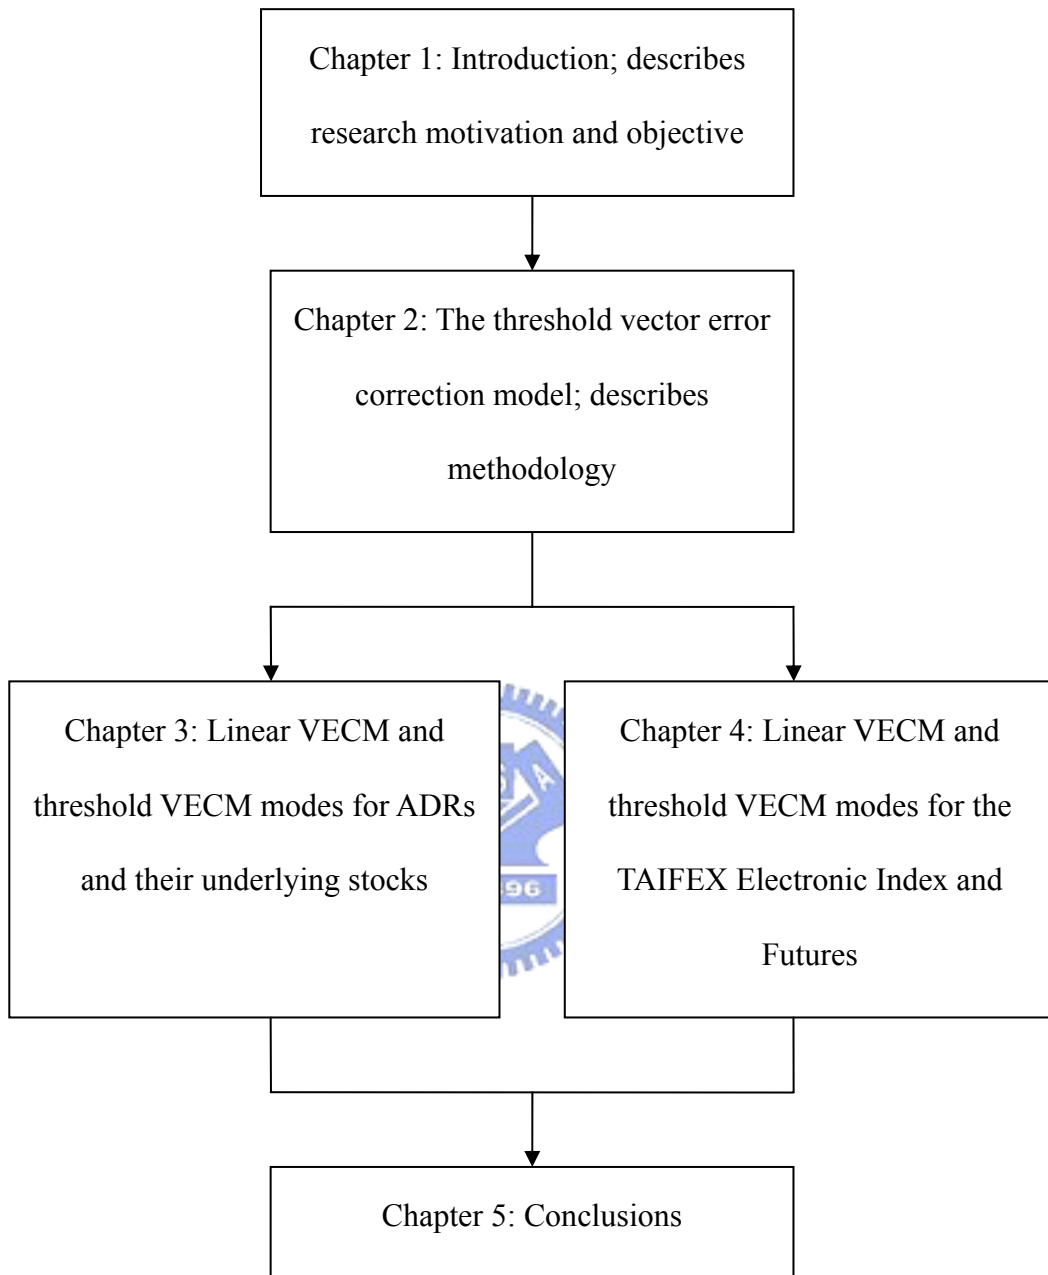 Chapter 1: Introduction; describes
research motivation and objective
Chapter 2: The threshold vector error
correction model; describes
methodology
Chapter 3: Linear VECM and
threshold VECM modes for ADRs
and their underlying stocks
Chapter 4: Linear VECM and
threshold VECM modes for the
TAIFEX Electronic Index and
Futures
Chapter 5: Conclusions